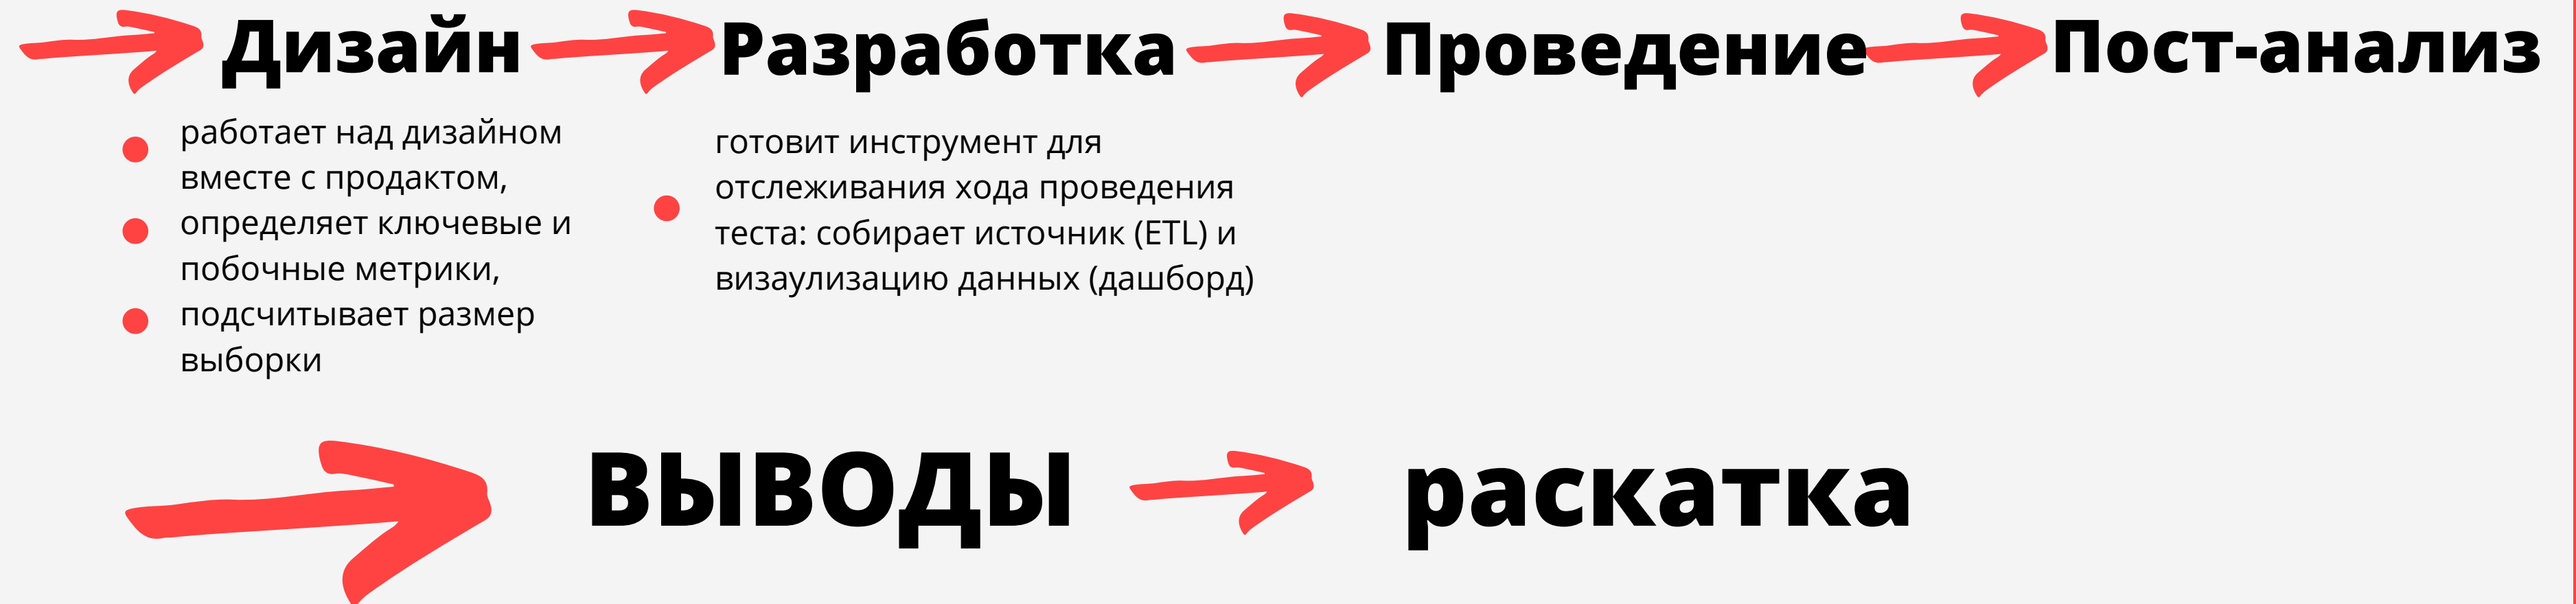 Дизайн
Разработка
Проведение
Пост-анализ
работает над дизайном
вместе с продактом,
определяет ключевые и
побочные метрики,
подсчитывает размер
выборки
готовит инструмент для
отслеживания хода проведения
теста: собирает источник (ETL) и
визаулизацию данных (дашборд)
ВЫВОДЫ
раскатка